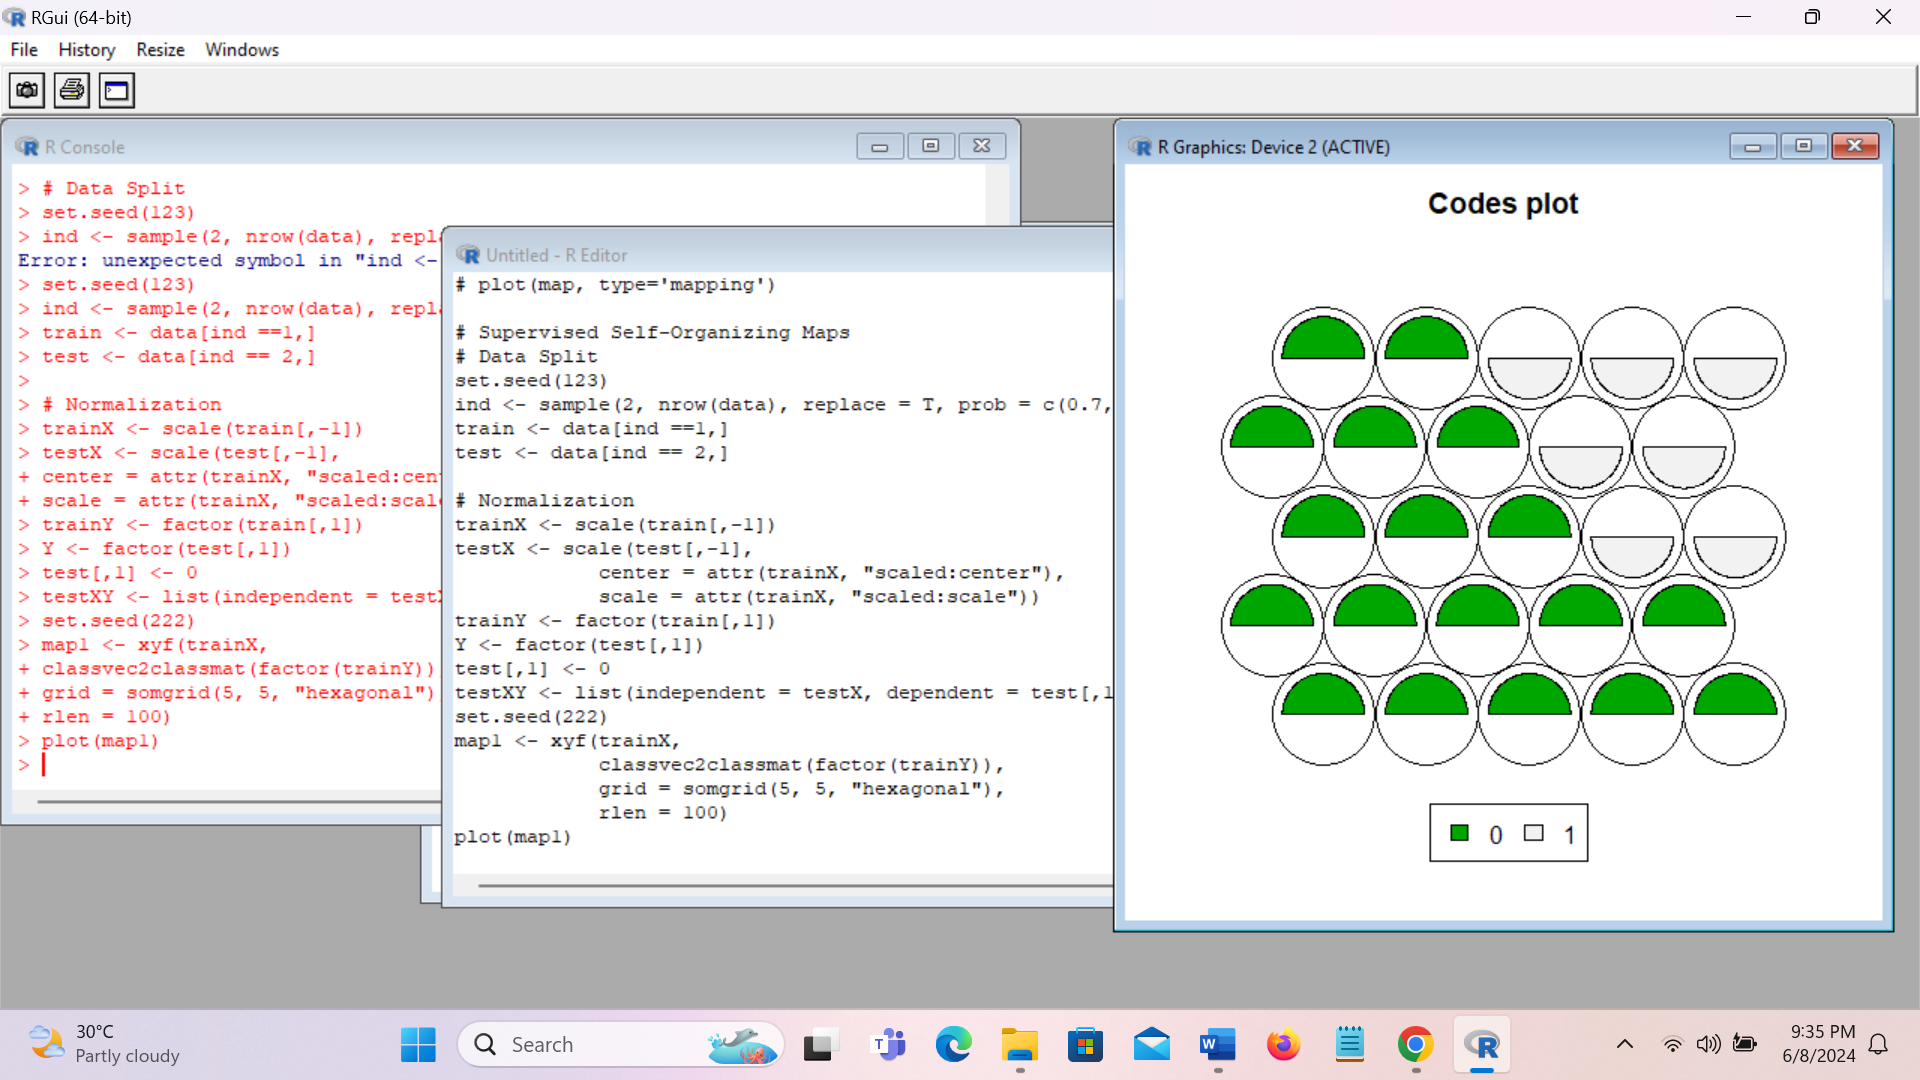 RGui (64-bit)
File History Resize Windows
R Console
> # Data Split
> set.seed(123)
> ind <- sample(2, nrow(data), repl
Error: unexpected symbol in "ind <-
> set.seed(123)
> ind <- sample(2, nrow(data), repl
> train <- data[ind ==1,]
> test <- data[ind == 2,]
>
> # Normalization
> trainX <- scale(train[,-1])
> testX <- scale(test[,-1],
+ center = attr(trainX, "scaled:cen
+ scale = attr(trainX, "scaled:scal
> trainY <- factor(train[,1])
> Y <- factor(test[,1])
> test[,1] <- 0
> testXY <- list(independent = test
> set.seed(222)
> map1 <- xyf(trainX,
+ classvec2classmat(factor(trainY))
+ grid = somgrid(5, 5, "hexagonal")
+ rlen = 100)
> plot(map1)
>
Untitled - R Editor
# plot(map, type='mapping')
# Supervised Self-Organizing Maps
# Data Split
set.seed(123)
ind <- sample(2, nrow(data), replace = T, prob = c(0.7,
train <- data[ind ==1,]
test <- data[ind == 2,]
# Normalization
trainX <- scale(train[,-1])
testX <- scale(test[,-1],
center = attr(trainX, "scaled:center"),
scale = attr(trainX, "scaled:scale"))
trainY <- factor(train[,1])
Y <- factor(test[,1])
test[,1] <- 0
testXY <- list(independent = testX, dependent = test[,1
set.seed(222)
map1 <- xyf(trainX,
classvec2classmat(factor(trainY)),
grid = somgrid(5, 5, "hexagonal"),
rlen = 100)
plot(map1)
R Graphics: Device 2 (ACTIVE)
Codes plot
0 1
30°C
Partly cloudy
Search
9:35 PM
6/8/2024